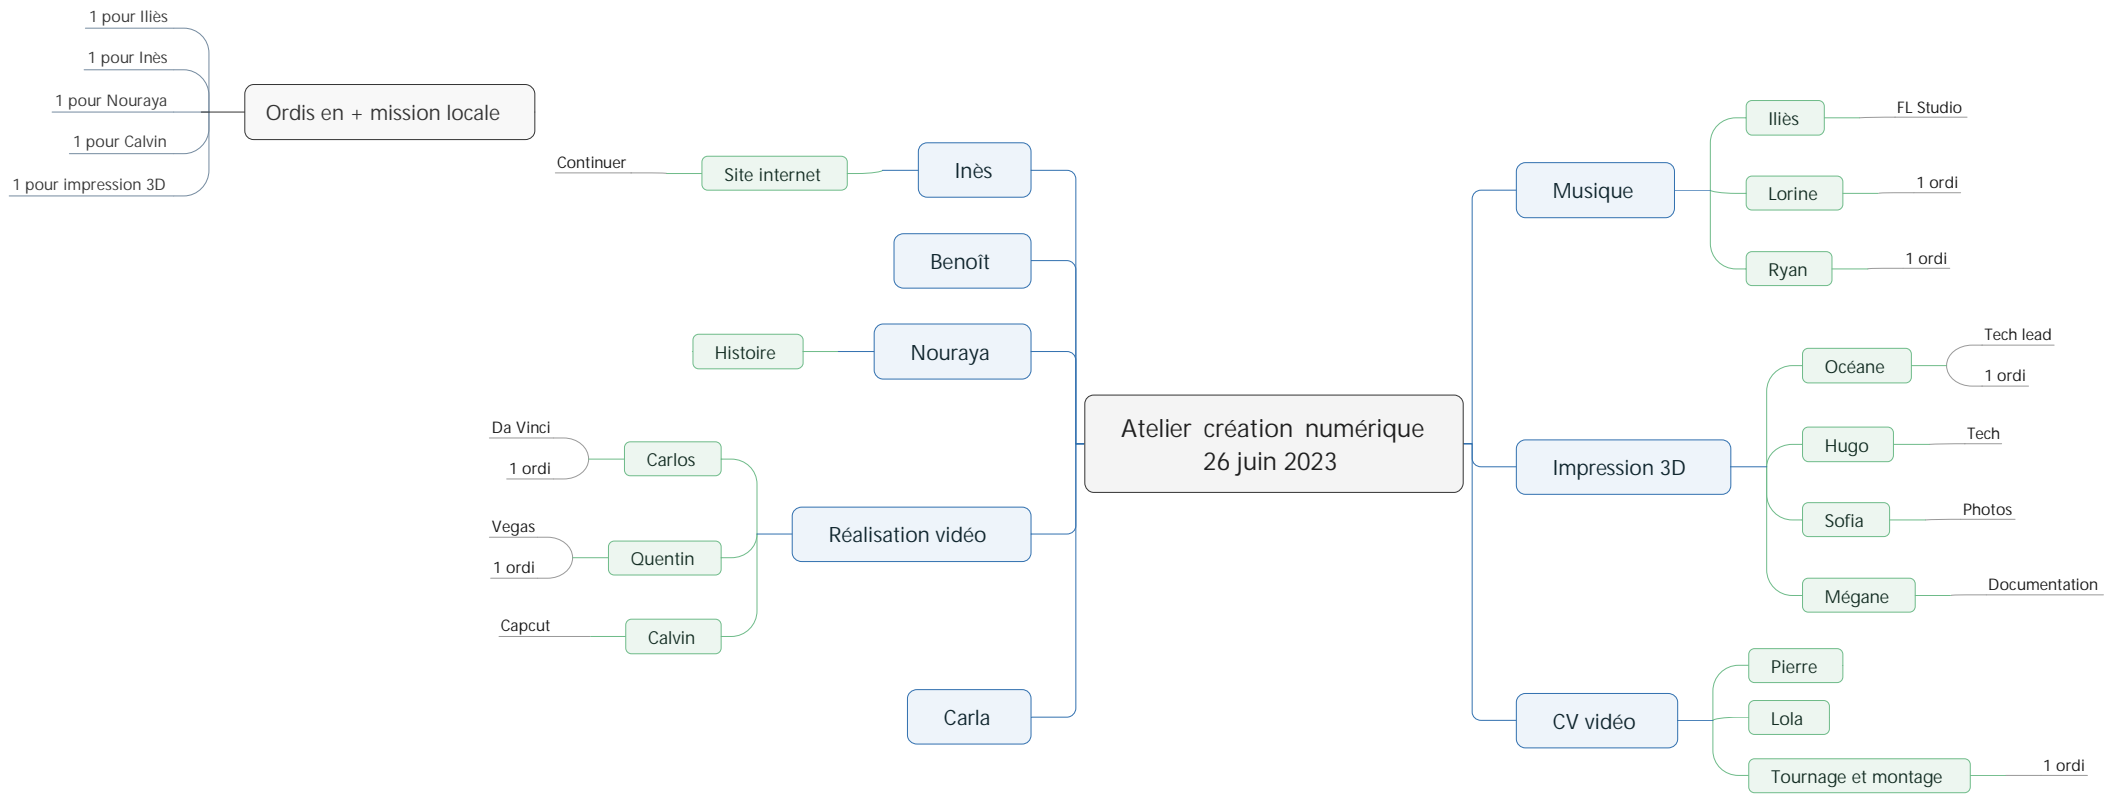 1 pour Iliès
1 pour Inès
1 pour Nouraya
1 pour Calvin
1 pour impression 3D
Ordis en + mission locale
Continuer
Site internet
Inès
Benoît
Histoire
Nouraya
Da Vinci
1 ordi
Carlos
Vegas
1 ordi
Quentin
Capcut
Calvin
Réalisation vidéo
Carla
Atelier création numérique
26 juin 2023
Musique
Iliès
FL Studio
Lorine
1 ordi
Ryan
1 ordi
Impression 3D
Océane
Tech lead
1 ordi
Hugo
Tech
Sofia
Photos
Mégane
Documentation
CV vidéo
Pierre
Lola
Tournage et montage
1 ordi